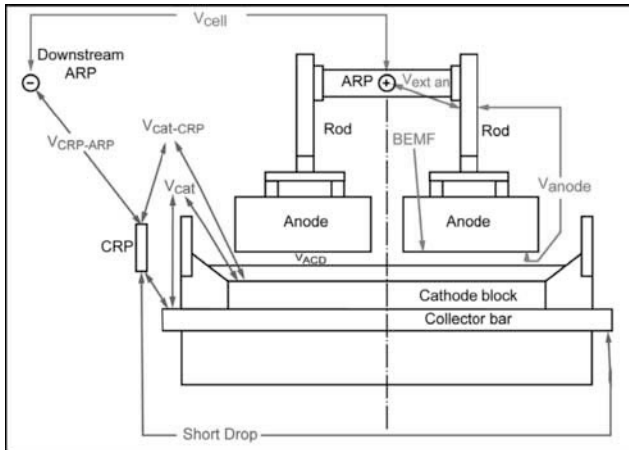 Vcell
Downstream
ARP
−
ARP
+
Vext an
Rod
Rod
VCRP-ARP
Vcat-CRP
BEMF
Vcat
Vanode
Anode
Anode
CRP
VACD
Cathode block
Collector bar
Short Drop